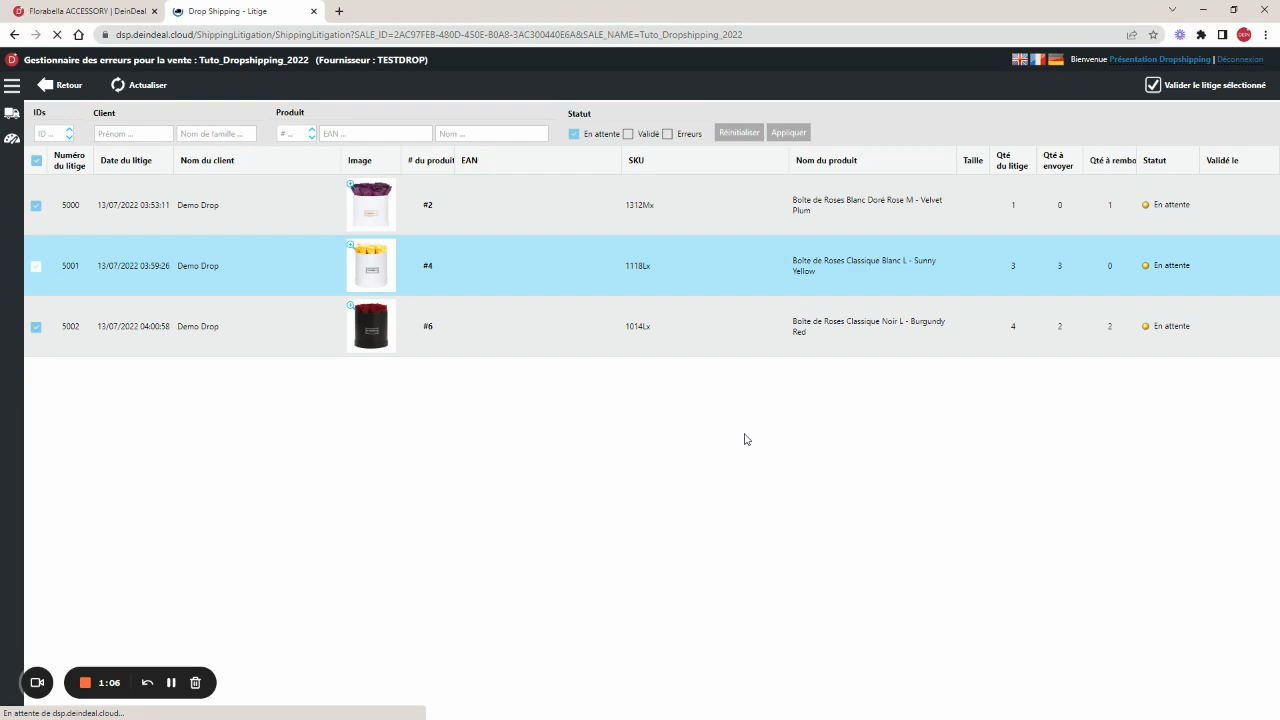 Florabella ACCESSORY | DeinDeal
Drop Shipping - Litige
dsp.deindeal.cloud/ShippingLitigation/ShippingLitigation?SALE_ID=2AC97FEB-480D-450E-B0A8-3AC300440E6A&SALE_NAME=Tuto_Dropshipping_2022
Gestionnaire des erreurs pour la vente : Tuto_Dropshipping_2022 (Fournisseur : TESTDROP)
Bienvenue Présentation Dropshipping | Déconnexion
Retour
Actualiser
Valider le litige sélectionné
IDs Client Produit Statut
ID ... Prénom ... Nom de famille ... # ... EAN ... Nom ... En attente Validé Erreurs Réinitialiser Appliquer
Numéro du litige Date du litige Nom du client Image # du produit EAN SKU Nom du produit Taille Qté du litige Qté à envoyer Qté à rembo Statut Validé le
5000 13/07/2022 03:53:11 Demo Drop #2 1312Mx Boîte de Roses Blanc Doré Rose M - Velvet Plum 1 0 1 En attente
5001 13/07/2022 03:59:26 Demo Drop #4 1118Lx Boîte de Roses Classique Blanc L - Sunny Yellow 3 3 0 En attente
5002 13/07/2022 04:00:58 Demo Drop #6 1014Lx Boîte de Roses Classique Noir L - Burgundy Red 4 2 2 En attente
1:06
En attente de dsp.deindeal.cloud...